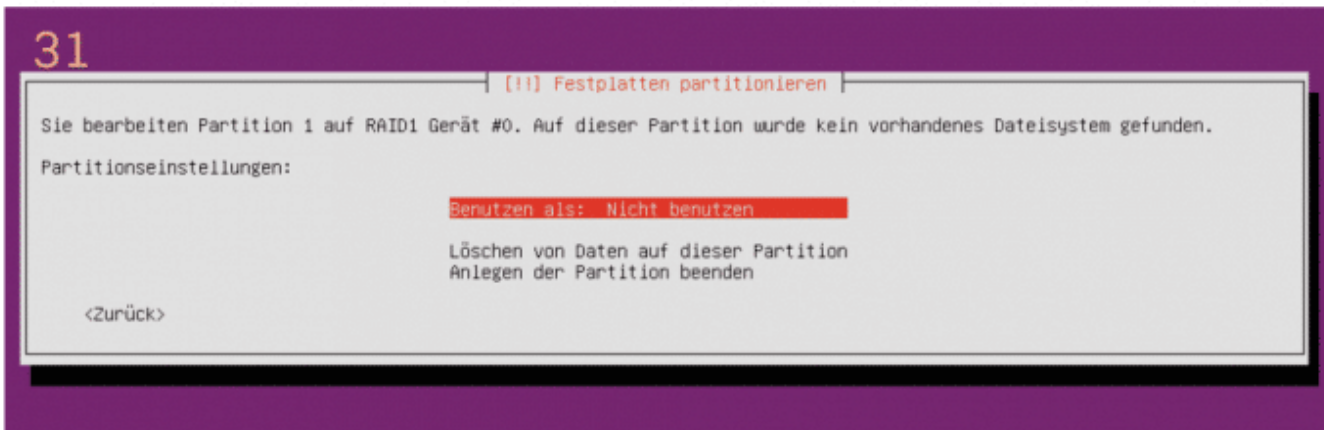 31
[!!] Festplatten partitionieren
Sie bearbeiten Partition 1 auf RAID1 Gerät #0. Auf dieser Partition wurde kein vorhandenes Dateisystem gefunden.
Partitionseinstellungen:
Benutzen als: Nicht benutzen
Löschen von Daten auf dieser Partition
Anlegen der Partition beenden
<Zurück>